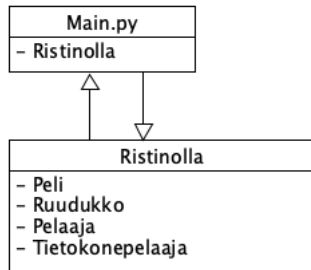 Main.py
– Ristinolla
Ristinolla
– Peli
– Ruudukko
– Pelaaja
– Tietokonepelaaja